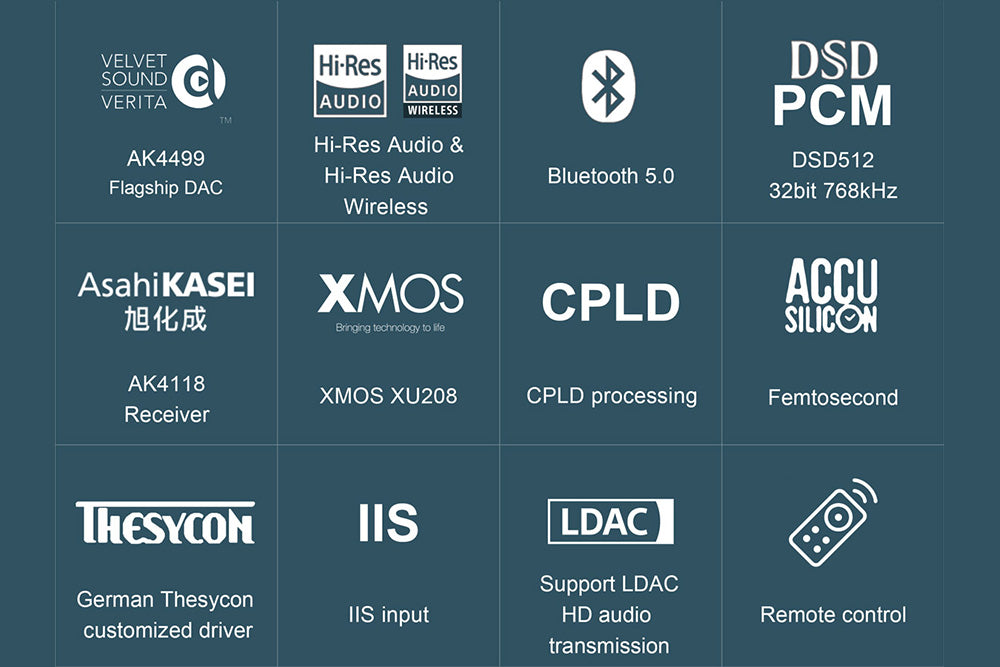 VELVET
SOUND
VERITA
TM
AK4499
Flagship DAC
Hi-Res
AUDIO
Hi-Res
AUDIO
WIRELESS
Hi-Res Audio &
Hi-Res Audio
Wireless
Bluetooth 5.0
DSD
PCM
DSD512
32bit 768kHz
AsahiKASEI
旭化成
AK4118
Receiver
XMOS
Bringing technology to life
XMOS XU208
CPLD
CPLD processing
ACCU
SILICON
Femtosecond
THESYCON
German Thesycon
customized driver
IIS
IIS input
LDAC
Support LDAC
HD audio
transmission
Remote control